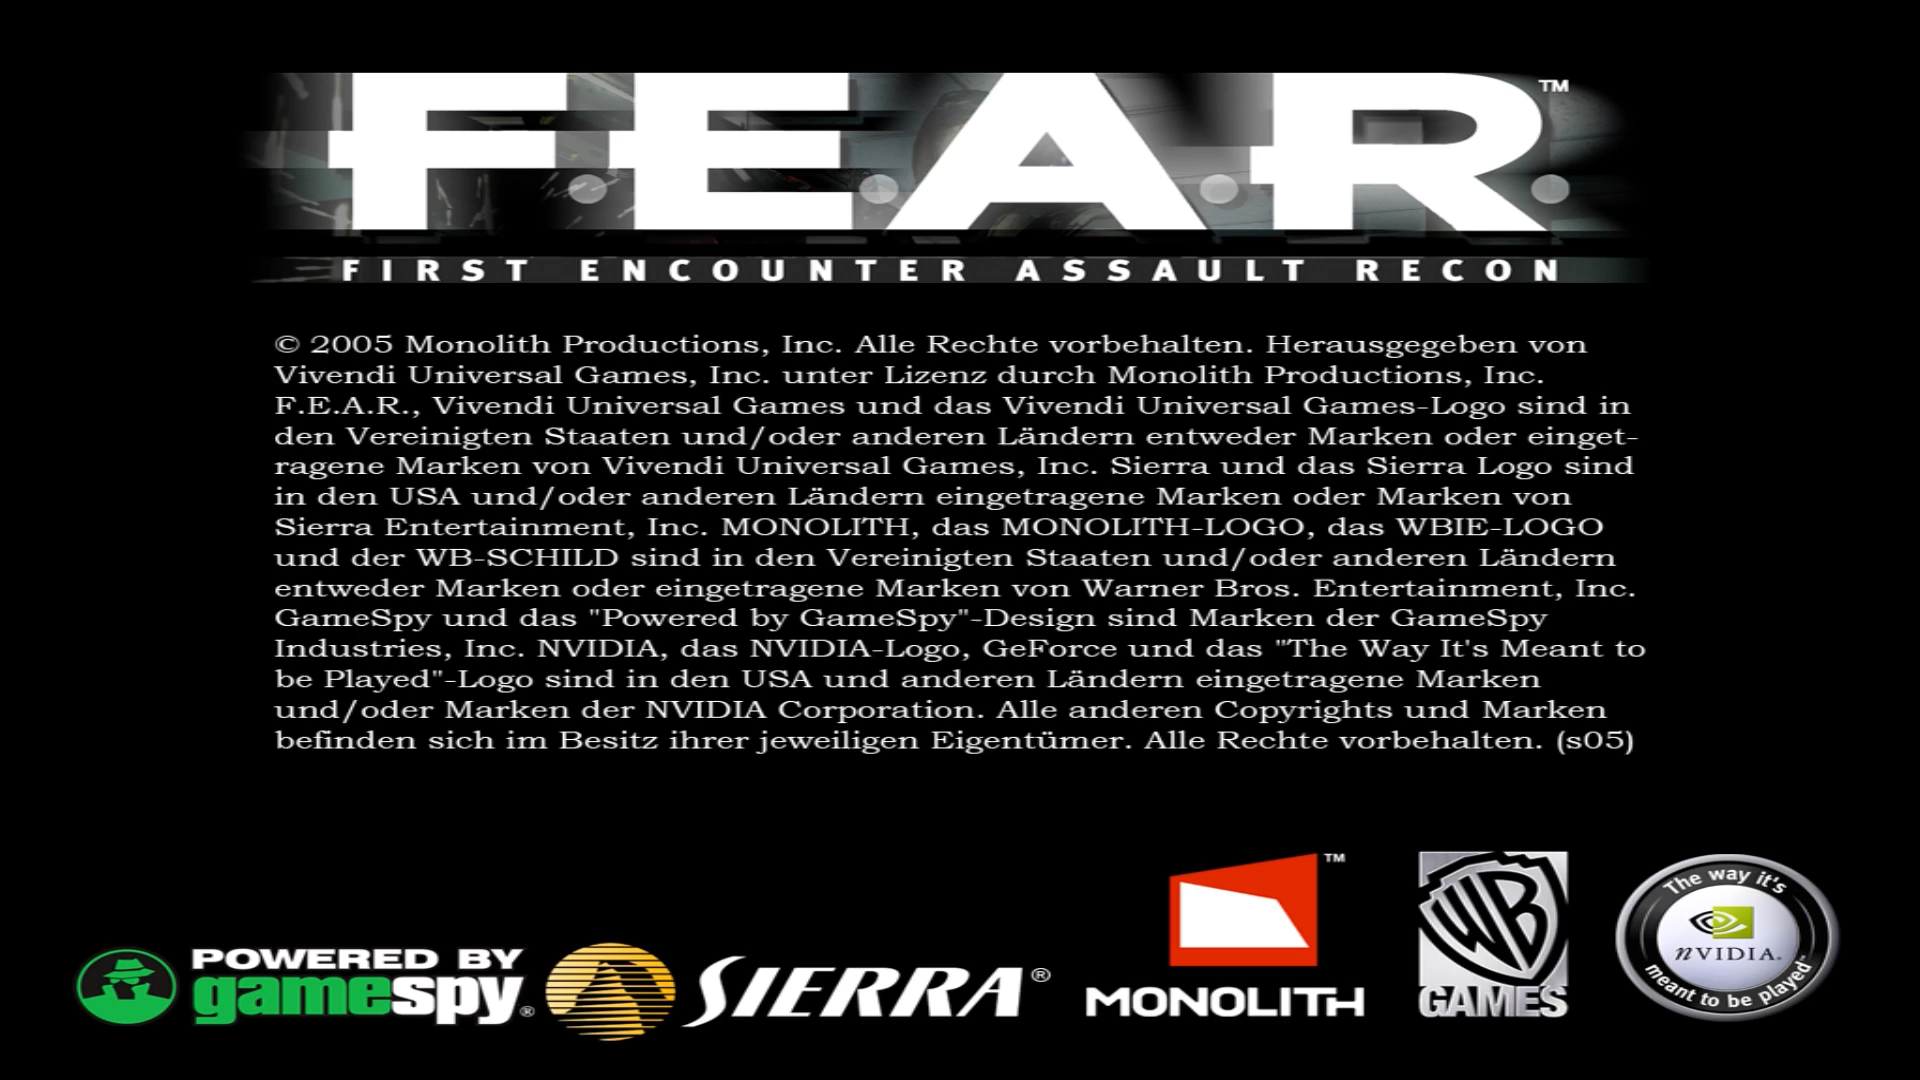 F.E.A.R.™
FIRST ENCOUNTER ASSAULT RECON
© 2005 Monolith Productions, Inc. Alle Rechte vorbehalten. Herausgegeben von
Vivendi Universal Games, Inc. unter Lizenz durch Monolith Productions, Inc.
F.E.A.R., Vivendi Universal Games und das Vivendi Universal Games-Logo sind in
den Vereinigten Staaten und/oder anderen Ländern entweder Marken oder einget-
ragene Marken von Vivendi Universal Games, Inc. Sierra und das Sierra Logo sind
in den USA und/oder anderen Ländern eingetragene Marken oder Marken von
Sierra Entertainment, Inc. MONOLITH, das MONOLITH-LOGO, das WBIE-LOGO
und der WB-SCHILD sind in den Vereinigten Staaten und/oder anderen Ländern
entweder Marken oder eingetragene Marken von Warner Bros. Entertainment, Inc.
GameSpy und das "Powered by GameSpy"-Design sind Marken der GameSpy
Industries, Inc. NVIDIA, das NVIDIA-Logo, GeForce und das "The Way It's Meant to
be Played"-Logo sind in den USA und anderen Ländern eingetragene Marken
und/oder Marken der NVIDIA Corporation. Alle anderen Copyrights und Marken
befinden sich im Besitz ihrer jeweiligen Eigentümer. Alle Rechte vorbehalten. (s05)
POWERED BY
gamespy®
SIERRA®
MONOLITH™
WB
GAMES
The way it's
nVIDIA.
meant to be played™